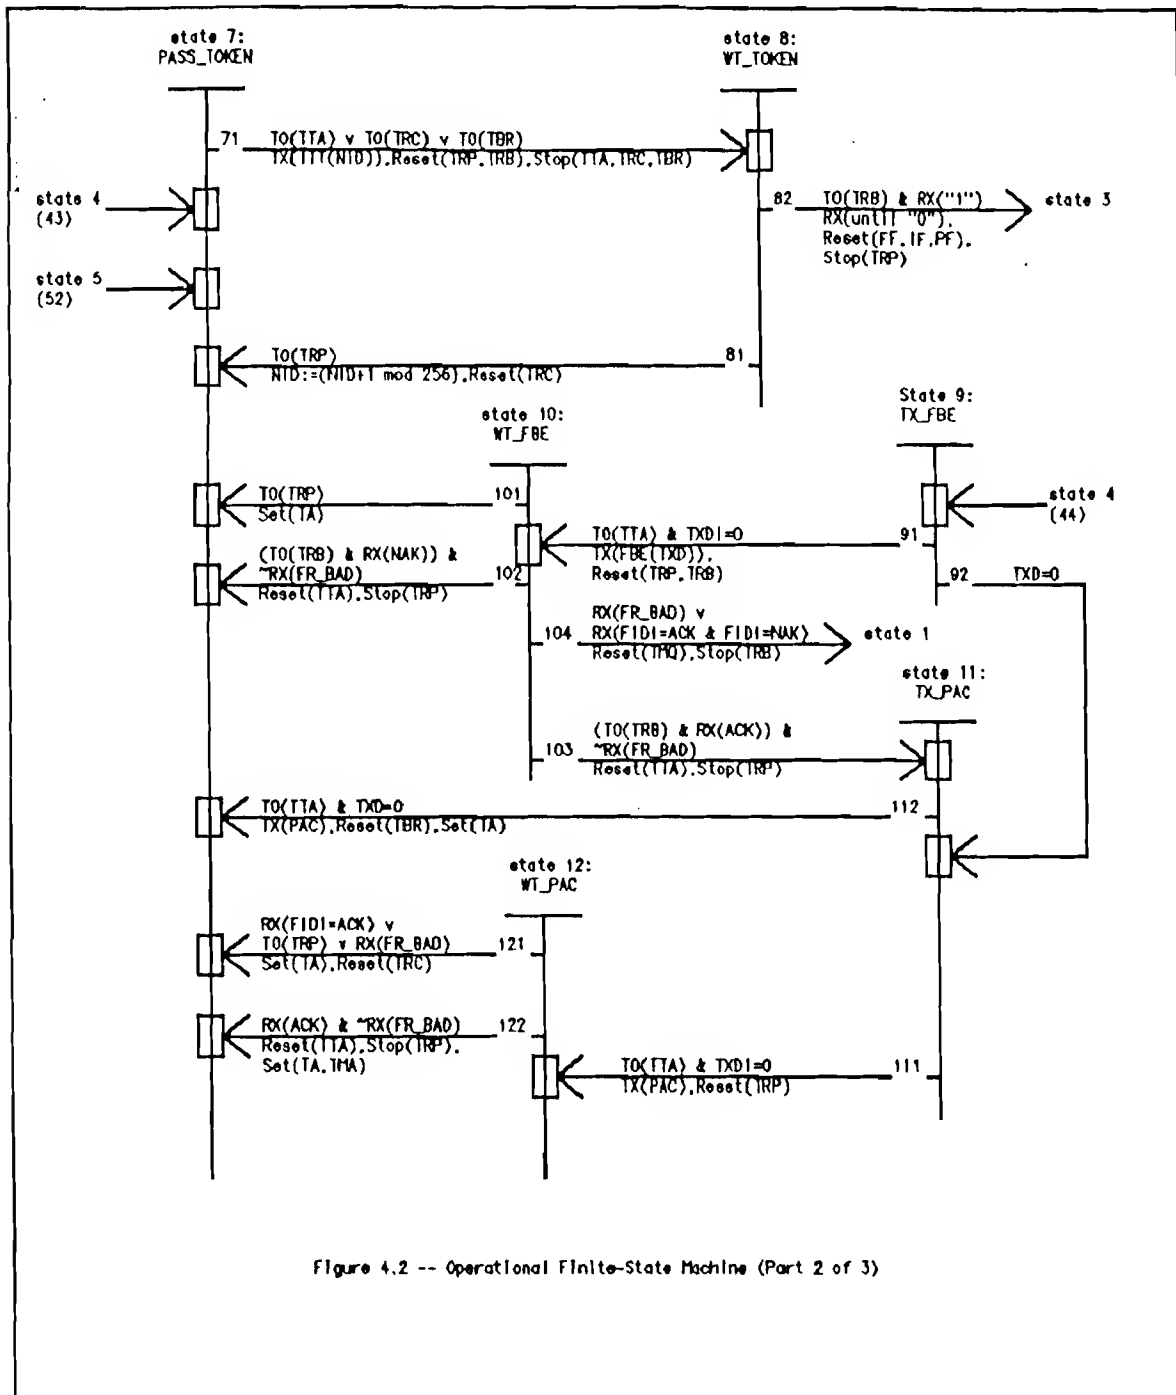 state 7:
PASS_TOKEN
state 8:
WT_TOKEN
71
TO(TTA) v TO(TRC) v TO(TBR)
TX(TTT(NID)).Reset(TRP.TRB).Stop(TTA.TRC.TBR)
state 4
(43)
82
TO(TRB) & RX("1")
RX(until "0").
Reset(FF.IF.PF).
Stop(TRP)
state 3
state 5
(52)
TO(TRP)
NID:=(NID+1 mod 256).Reset(TRC)
81
state 10:
WT_FBE
State 9:
TX_FBE
TO(TRP)
Set(TA)
101
state 4
(44)
TO(TTA) & TXD!=0
TX(FBE(TXD)).
Reset(TRP.TRB)
91
(TO(TRB) & RX(NAK)) &
~RX(FR_BAD)
Reset(TTA).Stop(TRP)
102
92
TXD=0
104
RX(FR_BAD) v
RX(FID!=ACK & FID!=NAK)
Reset(TMQ).Stop(TRB)
state 1
state 11:
TX_PAC
103
(TO(TRB) & RX(ACK)) &
~RX(FR_BAD)
Reset(TTA).Stop(TRP)
TO(TTA) & TXD=0
TX(PAC).Reset(TBR).Set(TA)
112
state 12:
WT_PAC
RX(FID!=ACK) v
TO(TRP) v RX(FR_BAD)
Set(TA).Reset(TRC)
121
RX(ACK) & ~RX(FR_BAD)
Reset(TTA).Stop(TRP).
Set(TA.TMA)
122
TO(TTA) & TXD!=0
TX(PAC).Reset(TRP)
111
Figure 4.2 -- Operational Finite-State Machine (Part 2 of 3)